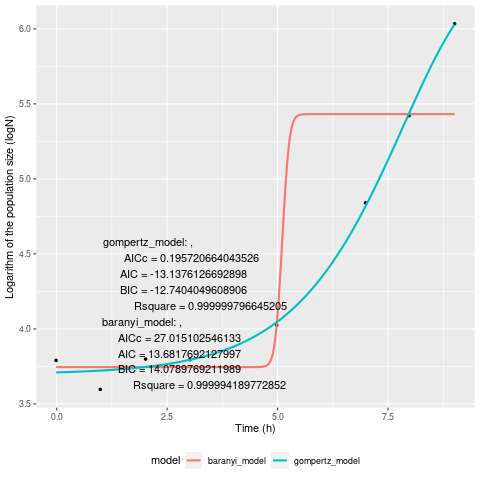 6.0
5.5
5.0
4.5
4.0
3.5
Logarithm of the population size (logN)
gompertz_model: ,
AICc = 0.195720664043526
AIC = -13.1376126692898
BIC = -12.7404049608906
Rsquare = 0.999999796645205
baranyi_model: ,
AICc = 27.015102546133
AIC = 13.6817692127997
BIC = 14.0789769211989
Rsquare = 0.999994189772852
0.0 2.5 5.0 7.5
Time (h)
model baranyi_model gompertz_model